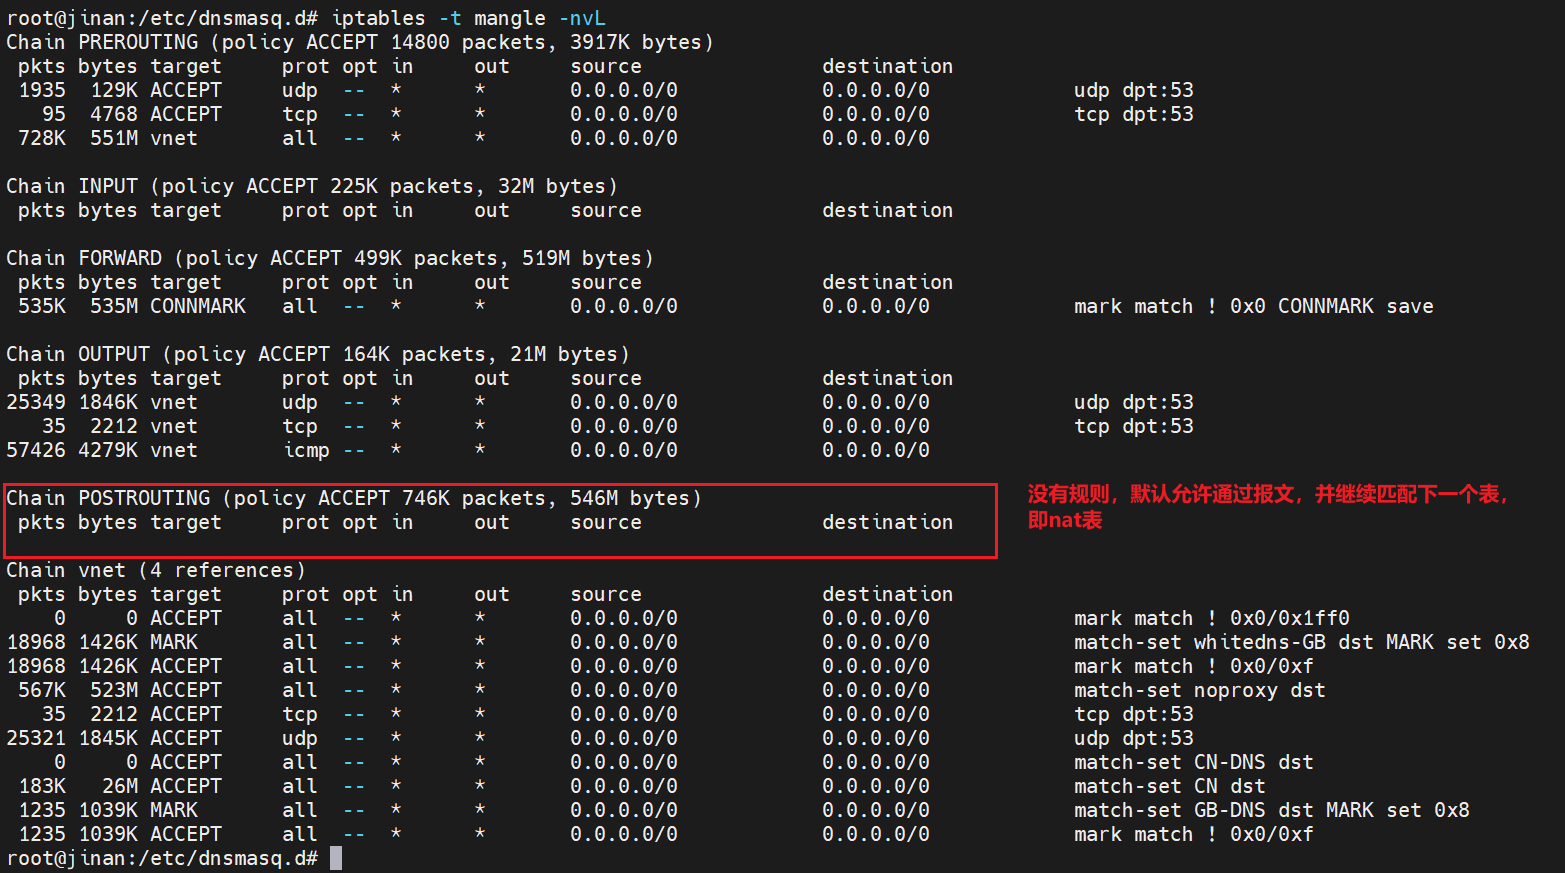 root@jinan:/etc/dnsmasq.d# iptables -t mangle -nvL
Chain PREROUTING (policy ACCEPT 14800 packets, 3917K bytes)
 pkts bytes target     prot opt in     out     source               destination
 1935  129K ACCEPT     udp  --  *      *       0.0.0.0/0            0.0.0.0/0            udp dpt:53
   95  4768 ACCEPT     tcp  --  *      *       0.0.0.0/0            0.0.0.0/0            tcp dpt:53
 728K  551M vnet       all  --  *      *       0.0.0.0/0            0.0.0.0/0

Chain INPUT (policy ACCEPT 225K packets, 32M bytes)
 pkts bytes target     prot opt in     out     source               destination

Chain FORWARD (policy ACCEPT 499K packets, 519M bytes)
 pkts bytes target     prot opt in     out     source               destination
 535K  535M CONNMARK   all  --  *      *       0.0.0.0/0            0.0.0.0/0            mark match ! 0x0 CONNMARK save

Chain OUTPUT (policy ACCEPT 164K packets, 21M bytes)
 pkts bytes target     prot opt in     out     source               destination
25349 1846K vnet       udp  --  *      *       0.0.0.0/0            0.0.0.0/0            udp dpt:53
   35  2212 vnet       tcp  --  *      *       0.0.0.0/0            0.0.0.0/0            tcp dpt:53
57426 4279K vnet       icmp --  *      *       0.0.0.0/0            0.0.0.0/0

Chain POSTROUTING (policy ACCEPT 746K packets, 546M bytes)
 pkts bytes target     prot opt in     out     source               destination
没有规则，默认允许通过报文，并继续匹配下一个表，
即nat表

Chain vnet (4 references)
 pkts bytes target     prot opt in     out     source               destination
    0     0 ACCEPT     all  --  *      *       0.0.0.0/0            0.0.0.0/0            mark match ! 0x0/0x1ff0
18968 1426K MARK       all  --  *      *       0.0.0.0/0            0.0.0.0/0            match-set whitedns-GB dst MARK set 0x8
18968 1426K ACCEPT     all  --  *      *       0.0.0.0/0            0.0.0.0/0            mark match ! 0x0/0xf
 567K  523M ACCEPT     all  --  *      *       0.0.0.0/0            0.0.0.0/0            match-set noproxy dst
   35  2212 ACCEPT     tcp  --  *      *       0.0.0.0/0            0.0.0.0/0            tcp dpt:53
25321 1845K ACCEPT     udp  --  *      *       0.0.0.0/0            0.0.0.0/0            udp dpt:53
    0     0 ACCEPT     all  --  *      *       0.0.0.0/0            0.0.0.0/0            match-set CN-DNS dst
 183K   26M ACCEPT     all  --  *      *       0.0.0.0/0            0.0.0.0/0            match-set CN dst
 1235 1039K MARK       all  --  *      *       0.0.0.0/0            0.0.0.0/0            match-set GB-DNS dst MARK set 0x8
 1235 1039K ACCEPT     all  --  *      *       0.0.0.0/0            0.0.0.0/0            mark match ! 0x0/0xf
root@jinan:/etc/dnsmasq.d#